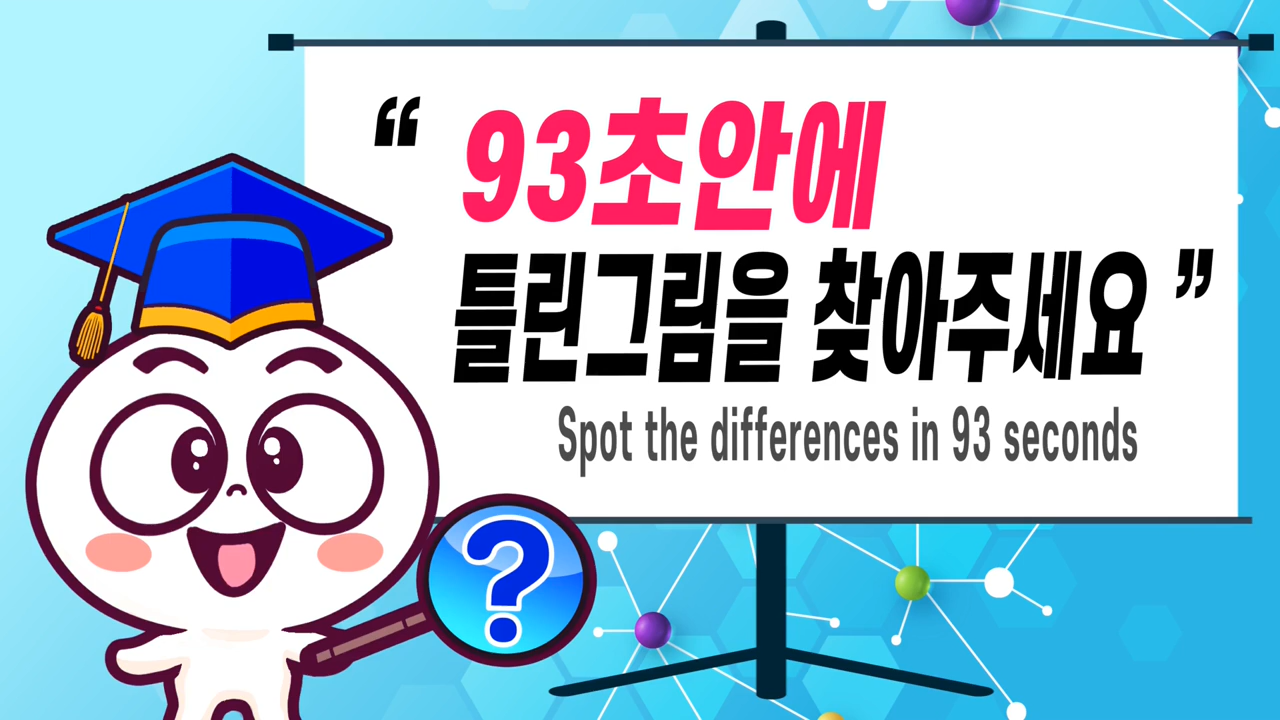 “ 93초안에
틀린그림을 찾아주세요 ”
Spot the differences in 93 seconds
?